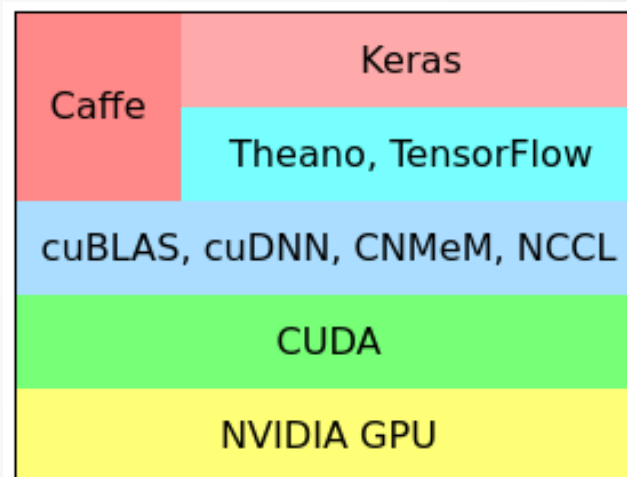 Keras
Caffe
Theano, TensorFlow
cuBLAS, cuDNN, CNMeM, NCCL
CUDA
NVIDIA GPU